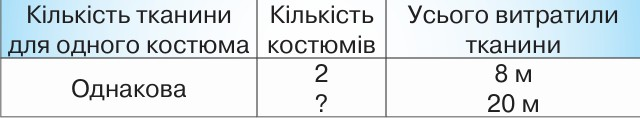 Кількість тканини для одного костюма
Кількість костюмів
Усього витратили тканини
Однакова
2
8 м
?
20 м